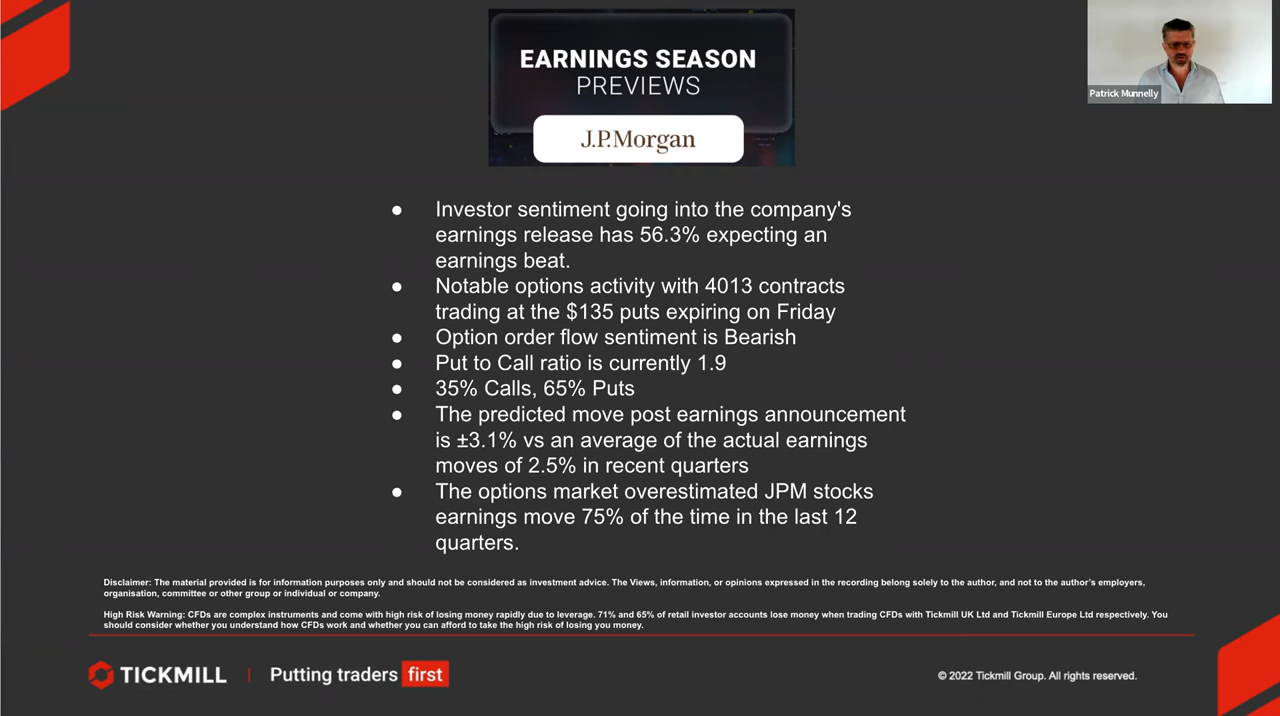 EARNINGS SEASON
PREVIEWS
J.P.Morgan
Patrick Munnelly
● Investor sentiment going into the company's
earnings release has 56.3% expecting an
earnings beat.
● Notable options activity with 4013 contracts
trading at the $135 puts expiring on Friday
● Option order flow sentiment is Bearish
● Put to Call ratio is currently 1.9
● 35% Calls, 65% Puts
● The predicted move post earnings announcement
is ±3.1% vs an average of the actual earnings
moves of 2.5% in recent quarters
● The options market overestimated JPM stocks
earnings move 75% of the time in the last 12
quarters.
Disclaimer: The material provided is for information purposes only and should not be considered as investment advice. The Views, information, or opinions expressed in the recording belong solely to the author, and not to the author's employers,
organisation, committee or other group or individual or company.
High Risk Warning: CFDs are complex instruments and come with high risk of losing money rapidly due to leverage. 71% and 65% of retail investor accounts lose money when trading CFDs with Tickmill UK Ltd and Tickmill Europe Ltd respectively. You
should consider whether you understand how CFDs work and whether you can afford to take the high risk of losing you money.
TICKMILL | Putting traders first
© 2022 Tickmill Group. All rights reserved.